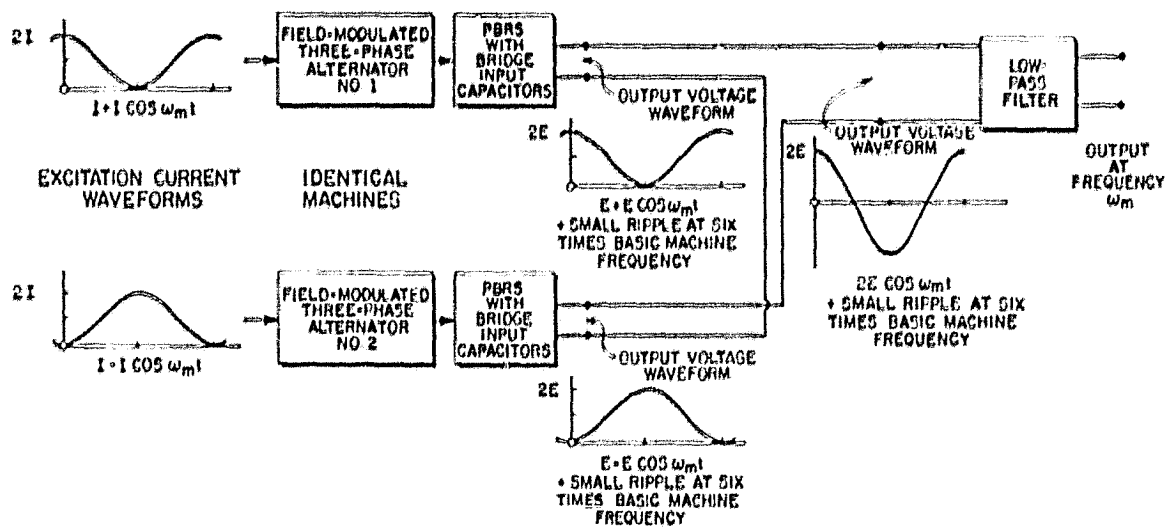 2I
I+I COS ωmt
FIELD-MODULATED
THREE-PHASE
ALTERNATOR
NO 1
PBRS
WITH
BRIDGE
INPUT
CAPACITORS
OUTPUT VOLTAGE
WAVEFORM
2E
E+E COS ωmt
+ SMALL RIPPLE AT SIX
TIMES BASIC MACHINE
FREQUENCY
OUTPUT VOLTAGE
WAVEFORM
2E
2E COS ωmt
+ SMALL RIPPLE AT SIX
TIMES BASIC MACHINE
FREQUENCY
LOW-
PASS
FILTER
OUTPUT
AT
FREQUENCY
ωm
EXCITATION CURRENT
WAVEFORMS
IDENTICAL
MACHINES
2I
I-I COS ωmt
FIELD-MODULATED
THREE-PHASE
ALTERNATOR
NO 2
PBRS
WITH
BRIDGE
INPUT
CAPACITORS
OUTPUT VOLTAGE
WAVEFORM
2E
E-E COS ωmt
+ SMALL RIPPLE AT SIX
TIMES BASIC MACHINE
FREQUENCY